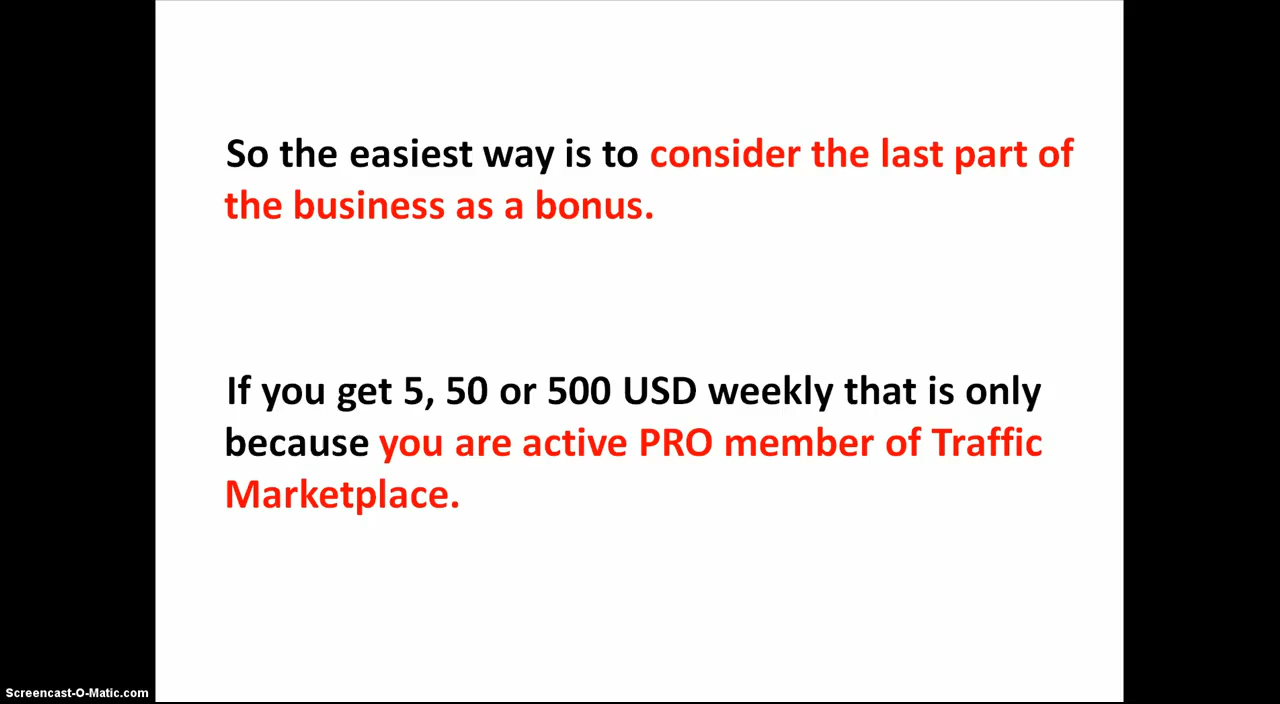 So the easiest way is to consider the last part of
the business as a bonus.
If you get 5, 50 or 500 USD weekly that is only
because you are active PRO member of Traffic
Marketplace.
Screencast-O-Matic.com